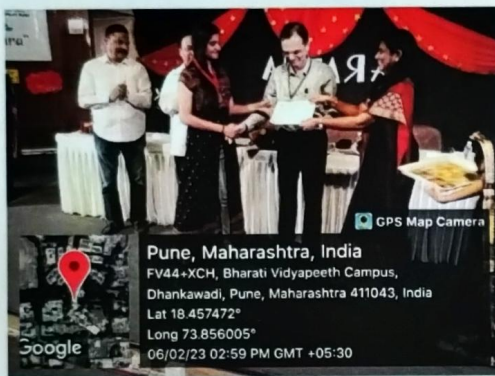 GPS Map Camera
Pune, Maharashtra, India
FV44+XCH, Bharati Vidyapeeth Campus,
Dhankawadi, Pune, Maharashtra 411043, India
Lat 18.457472°
Long 73.856005°
06/02/23 02:59 PM GMT +05:30
Google